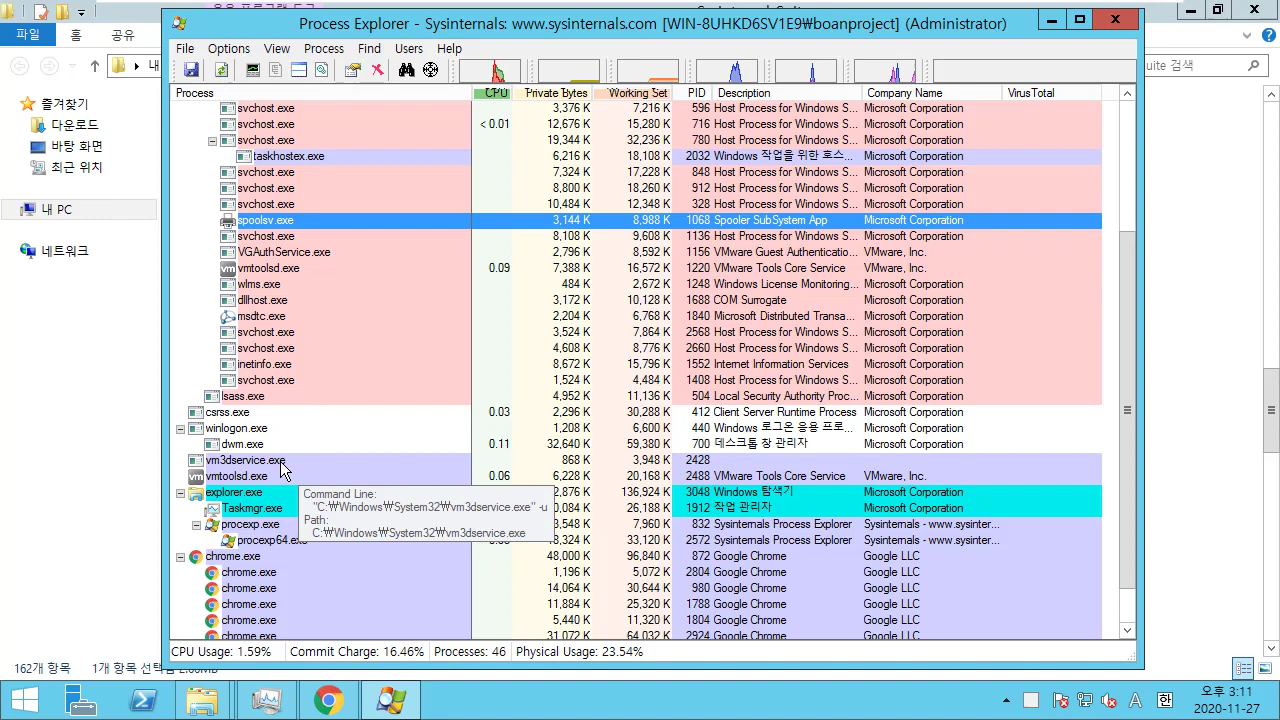 Process Explorer - Sysinternals: www.sysinternals.com [WIN-8UHKD6SV1E9₩boanproject] (Administrator)
파일 홈 공유
File Options View Process Find Users Help
내
uite 검색
즐겨찾기
다운로드
바탕 화면
최근 위치
내 PC
네트워크
Process CPU Private Bytes Working Set PID Description Company Name VirusTotal
svchost.exe 3,376 K 7,216 K 596 Host Process for Windows S... Microsoft Corporation
svchost.exe < 0.01 12,676 K 15,280 K 716 Host Process for Windows S... Microsoft Corporation
svchost.exe 19,344 K 32,236 K 780 Host Process for Windows S... Microsoft Corporation
taskhostex.exe 6,216 K 18,108 K 2032 Windows 작업을 위한 호스... Microsoft Corporation
svchost.exe 7,324 K 17,228 K 848 Host Process for Windows S... Microsoft Corporation
svchost.exe 8,800 K 18,260 K 912 Host Process for Windows S... Microsoft Corporation
svchost.exe 10,484 K 12,348 K 328 Host Process for Windows S... Microsoft Corporation
spoolsv.exe 3,144 K 8,988 K 1068 Spooler SubSystem App Microsoft Corporation
svchost.exe 8,108 K 9,608 K 1136 Host Process for Windows S... Microsoft Corporation
VGAuthService.exe 2,796 K 8,592 K 1156 VMware Guest Authenticatio... VMware, Inc.
vmtoolsd.exe 0.09 7,388 K 16,572 K 1220 VMware Tools Core Service VMware, Inc.
wlms.exe 484 K 2,672 K 1248 Windows License Monitoring... Microsoft Corporation
dllhost.exe 3,172 K 10,128 K 1688 COM Surrogate Microsoft Corporation
msdtc.exe 2,204 K 6,768 K 1840 Microsoft Distributed Transa... Microsoft Corporation
svchost.exe 3,524 K 7,864 K 2568 Host Process for Windows S... Microsoft Corporation
svchost.exe 4,608 K 8,776 K 2660 Host Process for Windows S... Microsoft Corporation
inetinfo.exe 8,672 K 15,796 K 1552 Internet Information Services Microsoft Corporation
svchost.exe 1,524 K 4,484 K 1408 Host Process for Windows S... Microsoft Corporation
lsass.exe 4,952 K 11,136 K 504 Local Security Authority Proc... Microsoft Corporation
csrss.exe 0.03 2,296 K 30,288 K 412 Client Server Runtime Process Microsoft Corporation
winlogon.exe 1,208 K 6,600 K 440 Windows 로그온 응용 프로... Microsoft Corporation
dwm.exe 0.11 32,640 K 59,380 K 700 데스크톱 창 관리자 Microsoft Corporation
vm3dservice.exe 868 K 3,948 K 2428
vmtoolsd.exe 0.06 6,228 K 20,168 K 2488 VMware Tools Core Service VMware, Inc.
explorer.exe 2,876 K 136,924 K 3048 Windows 탐색기 Microsoft Corporation
Taskmgr.exe 0,084 K 26,188 K 1912 작업 관리자 Microsoft Corporation
procexp.exe 3,548 K 7,960 K 832 Sysinternals Process Explorer Sysinternals - www.sysinter...
procexp64.exe 8,324 K 33,120 K 2572 Sysinternals Process Explorer Sysinternals - www.sysinter...
Command Line:
"C:₩Windows₩System32₩vm3dservice.exe" -u
Path:
C:₩Windows₩System32₩vm3dservice.exe
chrome.exe 48,000 K 96,840 K 872 Google Chrome Google LLC
chrome.exe 1,196 K 5,072 K 2804 Google Chrome Google LLC
chrome.exe 14,064 K 30,644 K 980 Google Chrome Google LLC
chrome.exe 11,884 K 25,320 K 1788 Google Chrome Google LLC
chrome.exe 5,440 K 11,620 K 1804 Google Chrome Google LLC
chrome.exe 31,072 K 64,032 K 2924 Google Chrome Google LLC
CPU Usage: 1.59% Commit Charge: 16.46% Processes: 46 Physical Usage: 23.54%
162개 항목 1개 항목 선택
A 한 오후 3:11
2020-11-27